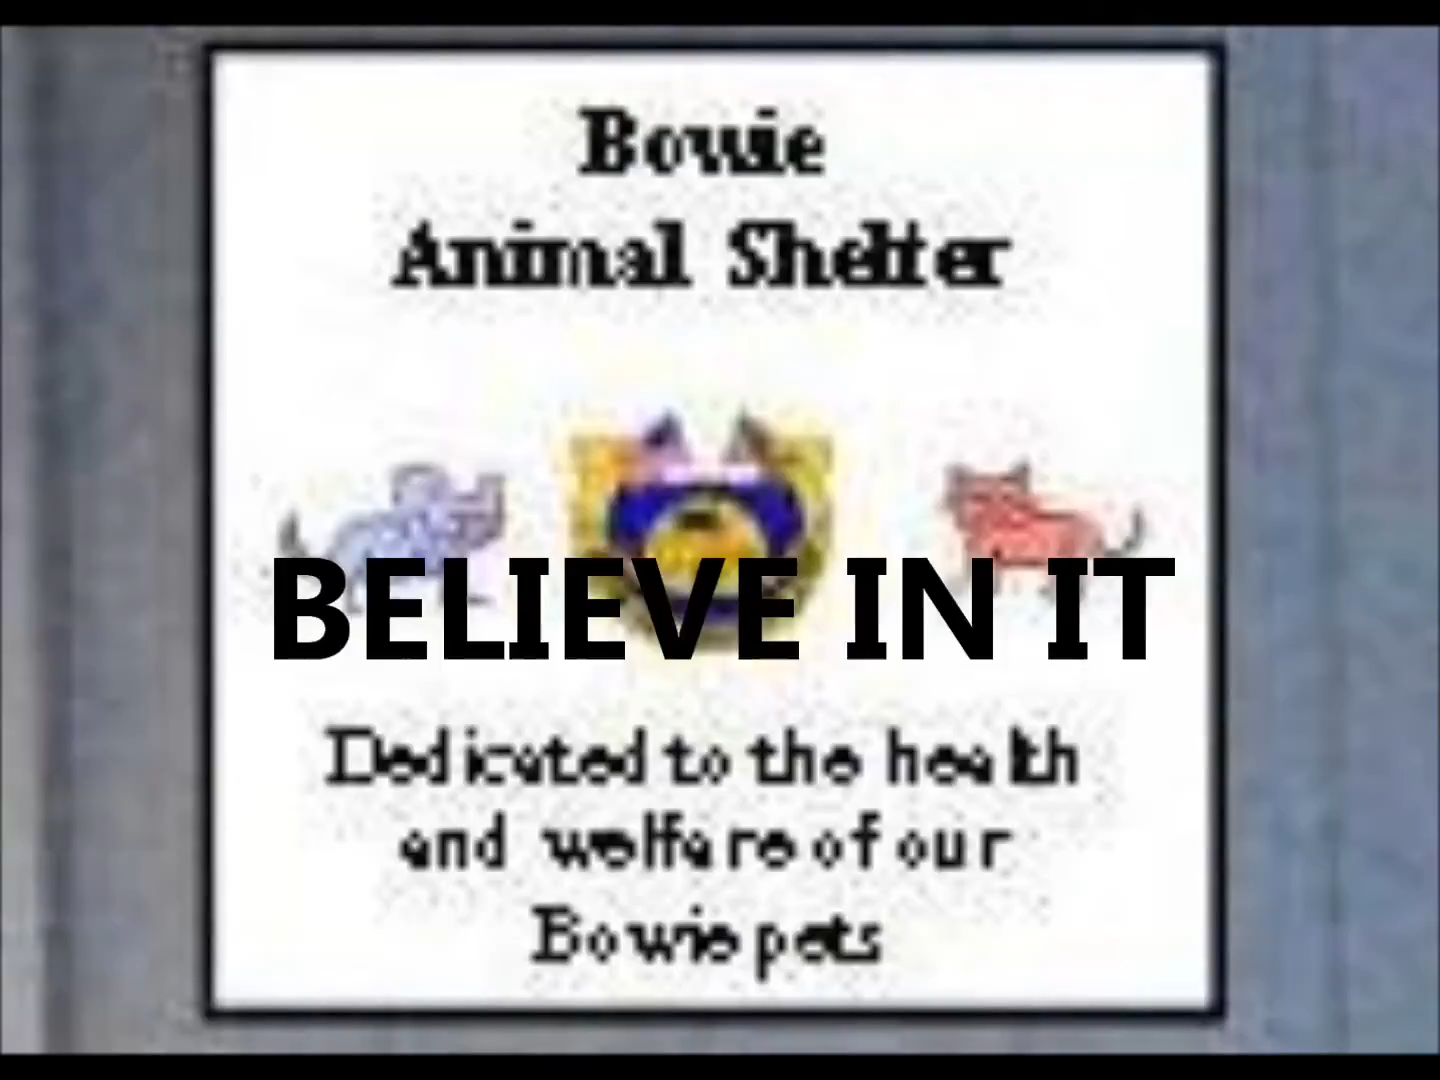 Bowie
Animal Shelter
BELIEVE IN IT
Dedicated to the health
and welfare of our
Bowie pets